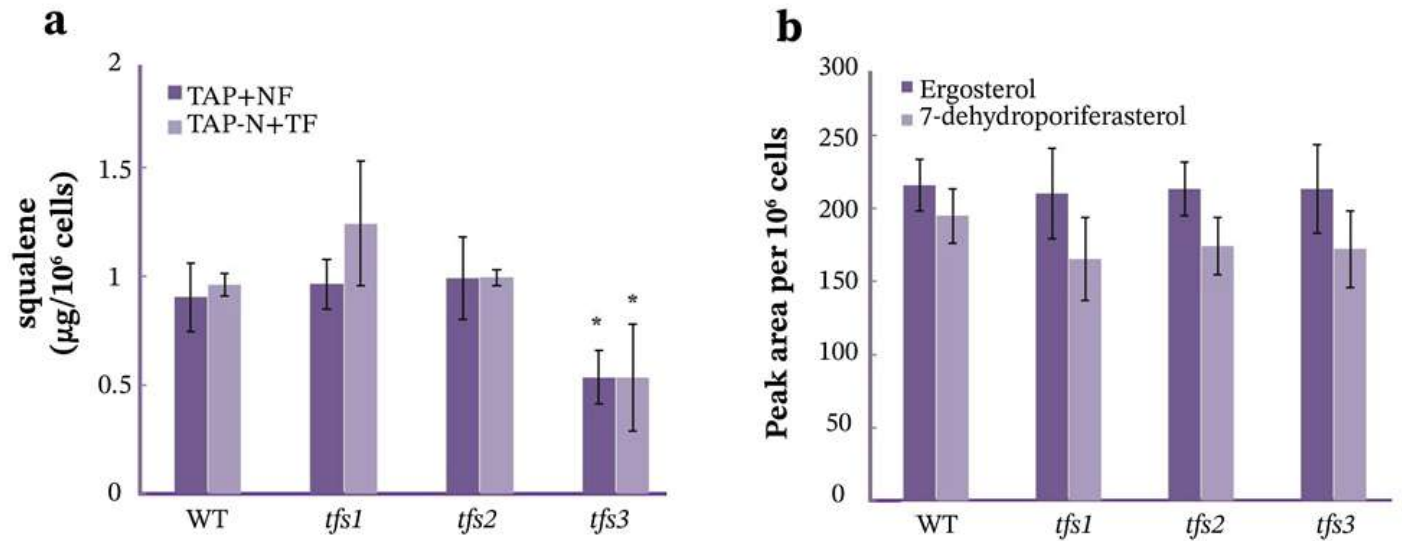 a
2
1.5
1
0.5
0
squalene
(µg/10⁶ cells)
TAP+NF
TAP-N+TF
*
*
WT
tfs1
tfs2
tfs3
b
300
250
200
150
100
50
0
Peak area per 10⁶ cells
Ergosterol
7-dehydroporiferasterol
WT
tfs1
tfs2
tfs3